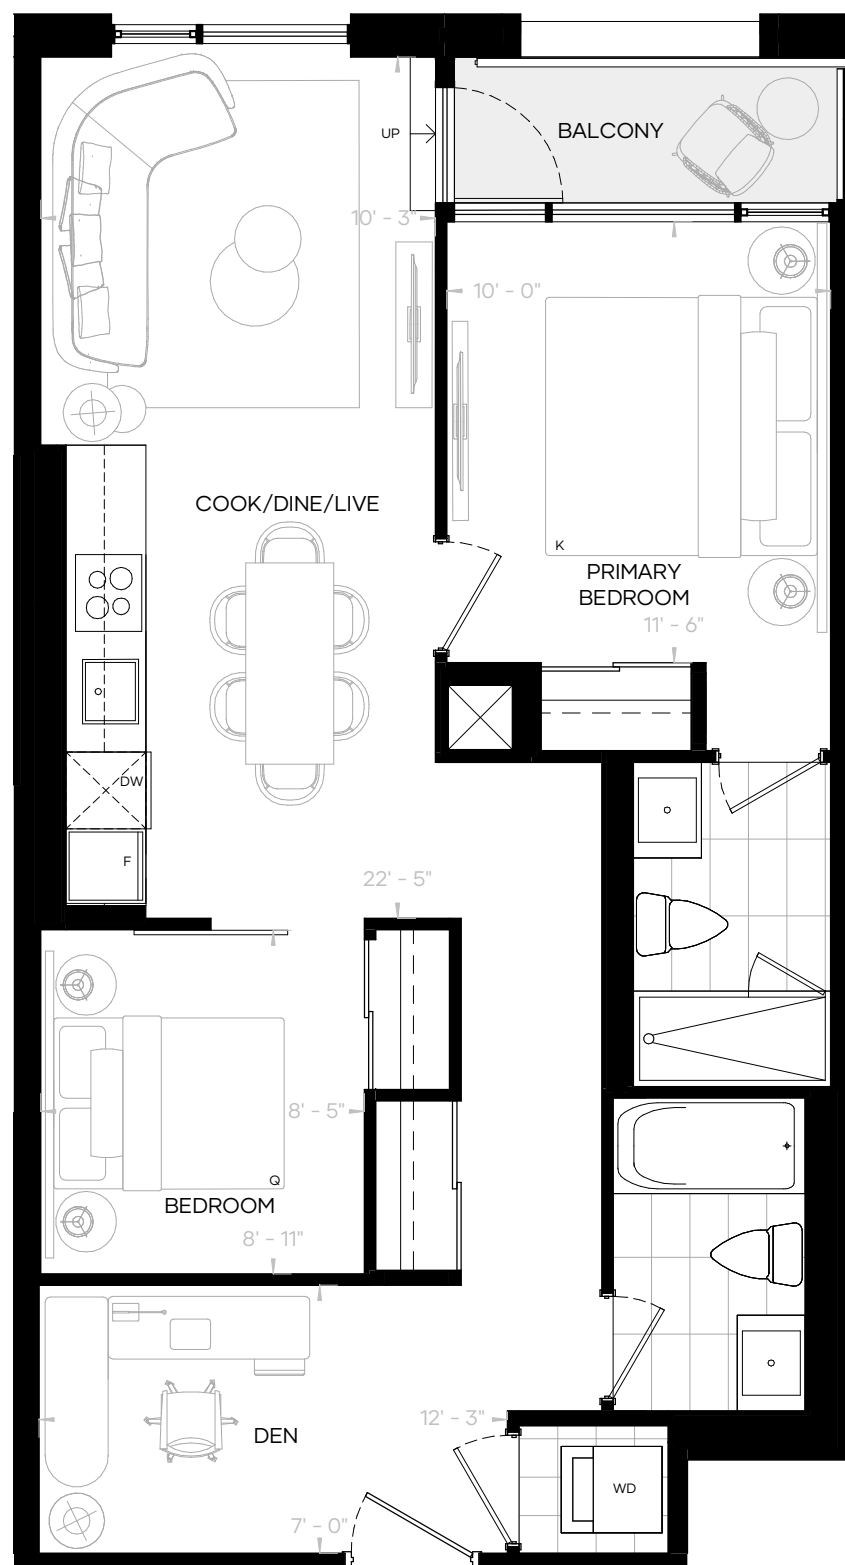 UP
BALCONY
10' - 3"
10' - 0"
COOK/DINE/LIVE
K
PRIMARY
BEDROOM
11' - 6"
DW
F
22' - 5"
8' - 5"
Q
BEDROOM
8' - 11"
12' - 3"
DEN
WD
7' - 0"